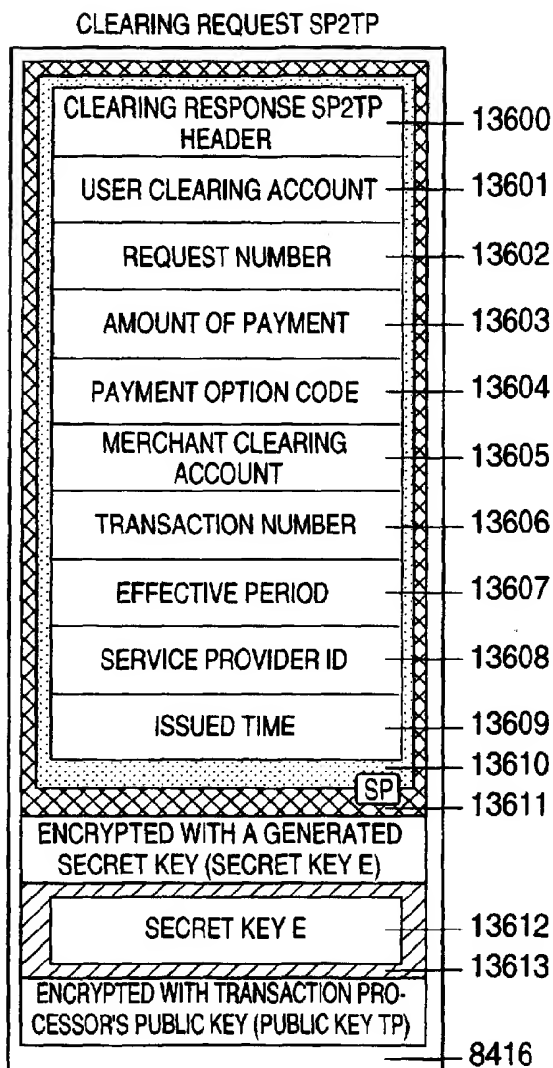 CLEARING REQUEST SP2TP
CLEARING RESPONSE SP2TP
HEADER
13600
USER CLEARING ACCOUNT
13601
REQUEST NUMBER
13602
AMOUNT OF PAYMENT
13603
PAYMENT OPTION CODE
13604
MERCHANT CLEARING
ACCOUNT
13605
TRANSACTION NUMBER
13606
EFFECTIVE PERIOD
13607
SERVICE PROVIDER ID
13608
ISSUED TIME
13609
13610
SP
13611
ENCRYPTED WITH A GENERATED
SECRET KEY (SECRET KEY E)
SECRET KEY E
13612
13613
ENCRYPTED WITH TRANSACTION PRO-
CESSOR'S PUBLIC KEY (PUBLIC KEY TP)
8416